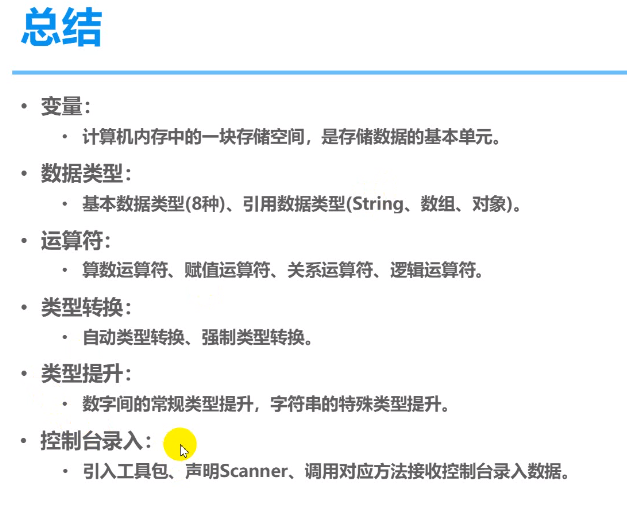 总结
• 变量：
• 计算机内存中的一块存储空间，是存储数据的基本单元。
• 数据类型：
• 基本数据类型(8种)、引用数据类型(String、数组、对象)。
• 运算符：
• 算数运算符、赋值运算符、关系运算符、逻辑运算符。
• 类型转换：
• 自动类型转换、强制类型转换。
• 类型提升：
• 数字间的常规类型提升，字符串的特殊类型提升。
• 控制台录入：
• 引入工具包、声明Scanner、调用对应方法接收控制台录入数据。